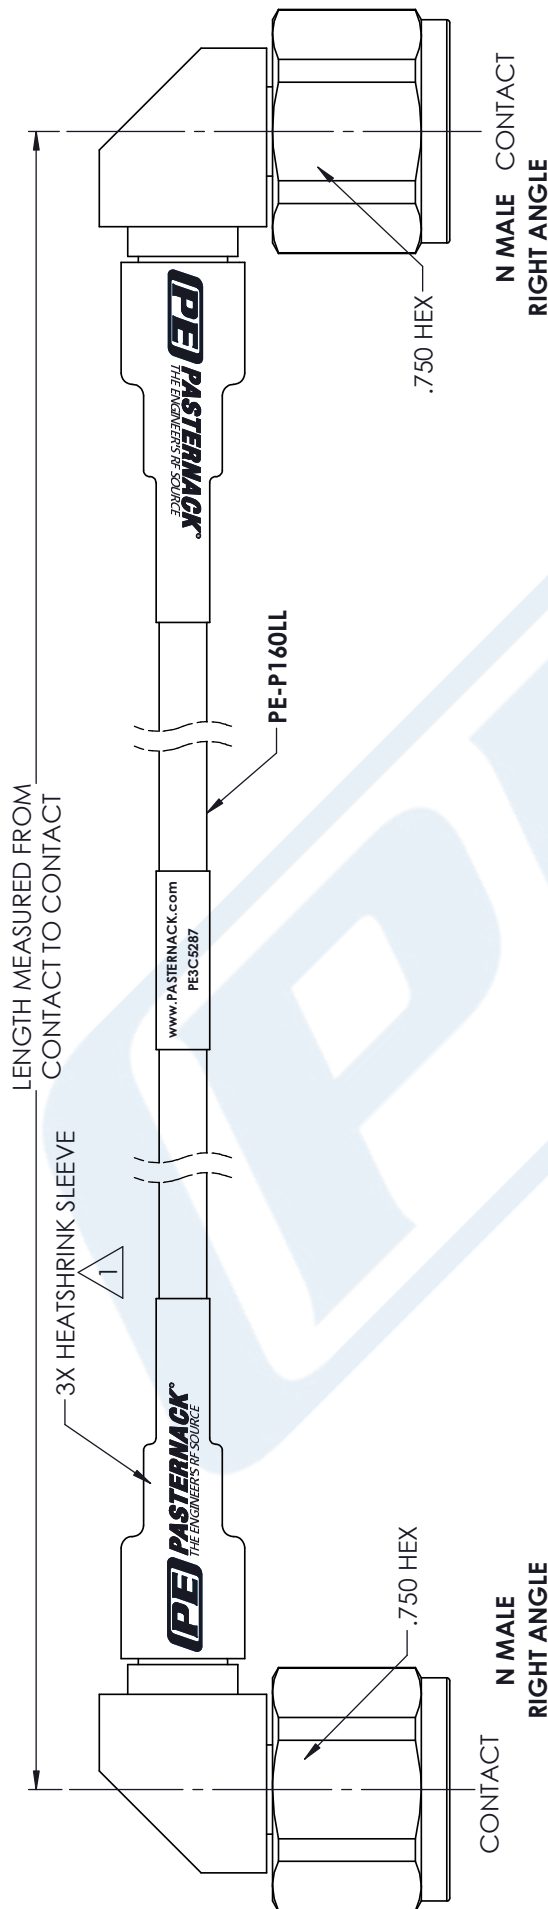 LENGTH MEASURED FROM
CONTACT TO CONTACT
3X HEATSHRINK SLEEVE
1
PE PASTERNACK®
THE ENGINEER'S RF SOURCE
www.PASTERNACK.com
PE3C5287
PE PASTERNACK®
THE ENGINEER'S RF SOURCE
PE-P160LL
.750 HEX
.750 HEX
CONTACT
N MALE
RIGHT ANGLE
N MALE CONTACT
RIGHT ANGLE